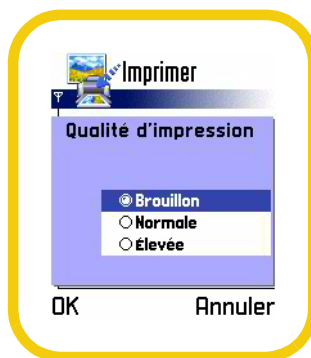 Imprimer
Qualité d'impression
Brouillon
Normale
Élevée
OK Annuler